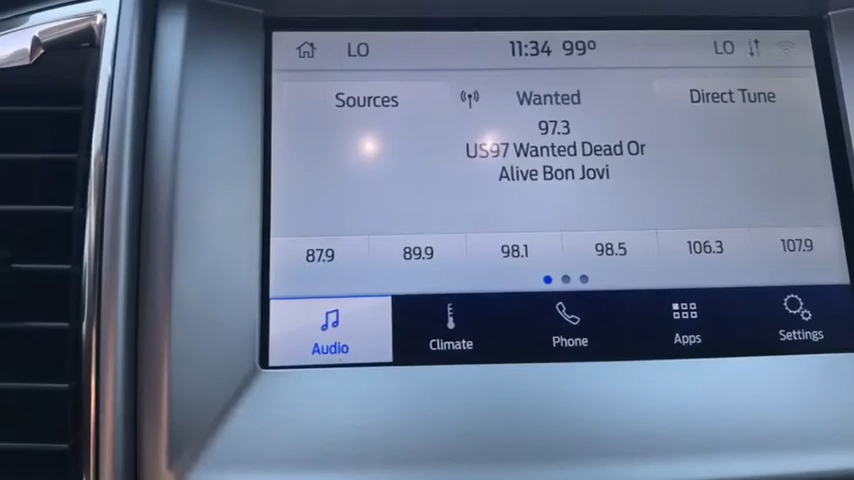 LO 11:34 99° LO
Sources Wanted Direct Tune
97.3
US97 Wanted Dead Or
Alive Bon Jovi
87.9 89.9 98.1 98.5 106.3 107.9
Audio Climate Phone Apps Settings